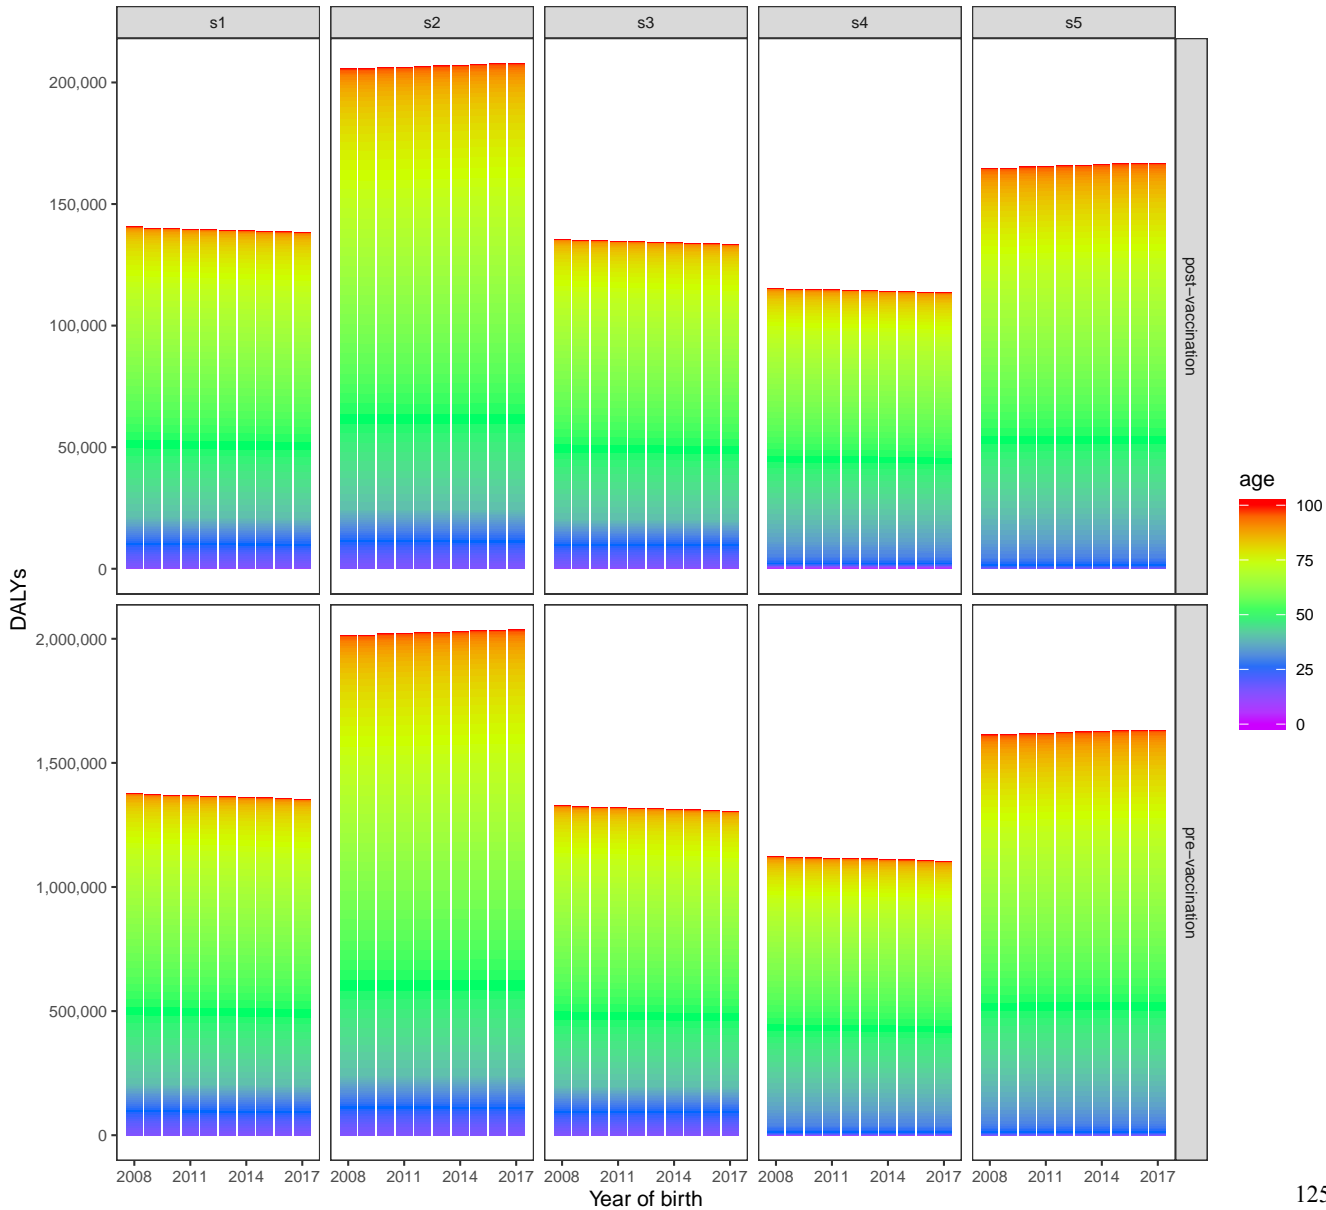 s1 s2 s3 s4 s5
200,000
150,000
100,000
50,000
0
post−vaccination
DALYs
2,000,000
1,500,000
1,000,000
500,000
0
pre−vaccination
age
100
75
50
25
0
2008 2011 2014 2017 2008 2011 2014 2017 2008 2011 2014 2017 2008 2011 2014 2017 2008 2011 2014 2017
Year of birth
125